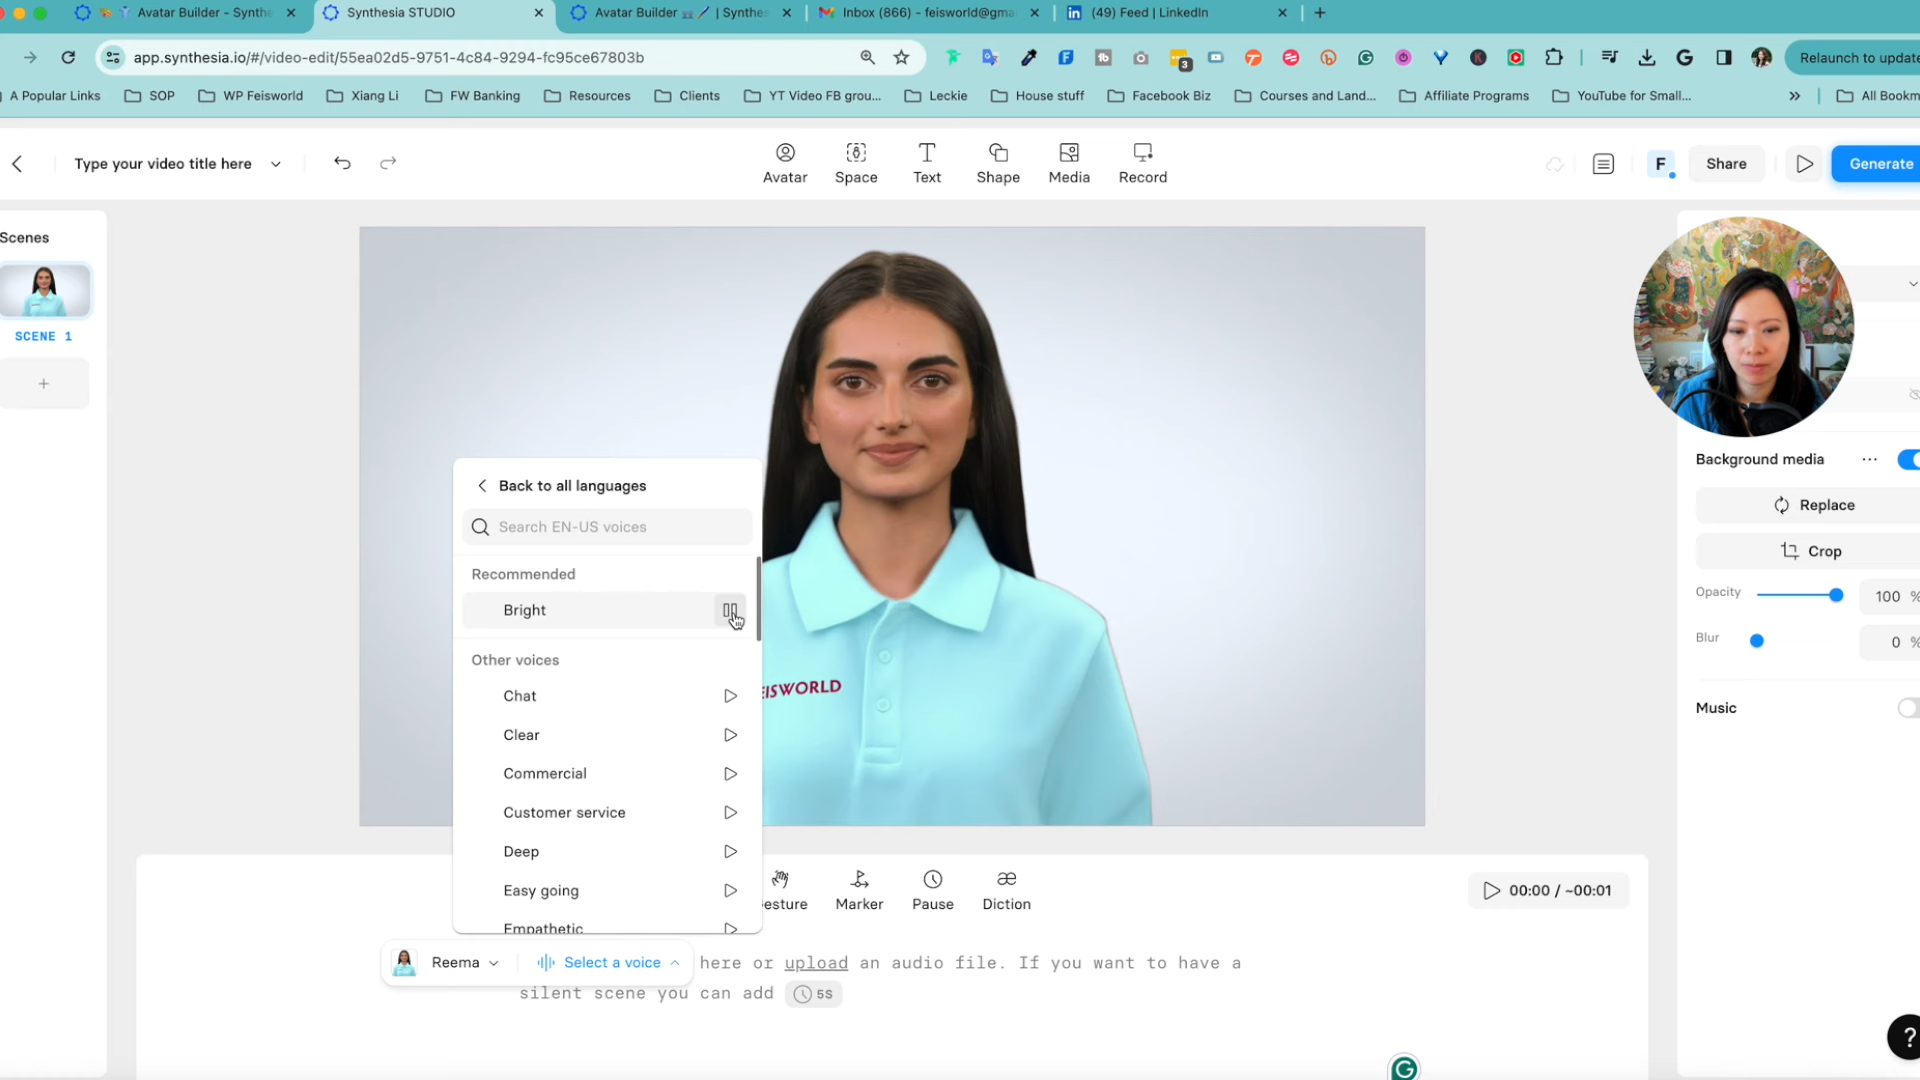 Avatar Builder - Synthe
Synthesia STUDIO
Avatar Builder | Synthes
Inbox (866) - feisworld@gma
(49) Feed | LinkedIn
app.synthesia.io/#/video-edit/55ea02d5-9751-4c84-9294-fc95ce67803b
3
Relaunch to update
A Popular Links
SOP
WP Feisworld
Xiang Li
FW Banking
Resources
Clients
YT Video FB grou...
Leckie
House stuff
Facebook Biz
Courses and Land...
Affiliate Programs
YouTube for Small...
»
All Bookm
Type your video title here
Avatar
Space
Text
Shape
Media
Record
F
Share
Generate
Scenes
SCENE 1
Back to all languages
Search EN-US voices
Recommended
Bright
Other voices
Chat
Clear
Commercial
Customer service
Deep
Easy going
Empathetic
EISWORLD
Background media
Replace
Crop
Opacity
100 %
Blur
0 %
Music
esture
Marker
Pause
Diction
00:00 / ~00:01
Reema
Select a voice
here or upload an audio file. If you want to have a
silent scene you can add
5S
?